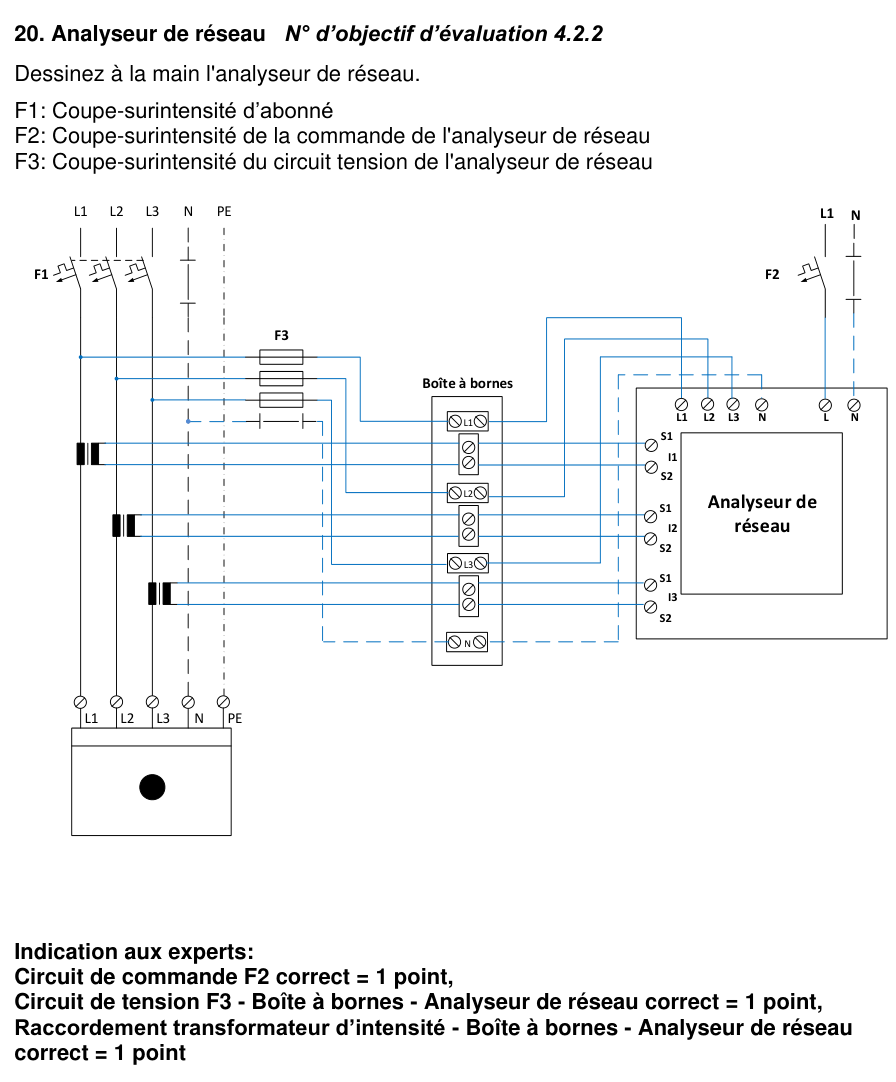 20. Analyseur de réseau N° d’objectif d’évaluation 4.2.2
Dessinez à la main l'analyseur de réseau.
F1: Coupe-surintensité d’abonné
F2: Coupe-surintensité de la commande de l'analyseur de réseau
F3: Coupe-surintensité du circuit tension de l'analyseur de réseau
L1 L2 L3 N PE
L1 N
F1
F2
F3
Boîte à bornes
L1
L2
L3
N
L1 L2 L3 N L N
S1
I1
S2
S1
I2
S2
S1
I3
S2
Analyseur de
réseau
L1 L2 L3 N PE
Indication aux experts:
Circuit de commande F2 correct = 1 point,
Circuit de tension F3 - Boîte à bornes - Analyseur de réseau correct = 1 point,
Raccordement transformateur d’intensité - Boîte à bornes - Analyseur de réseau
correct = 1 point